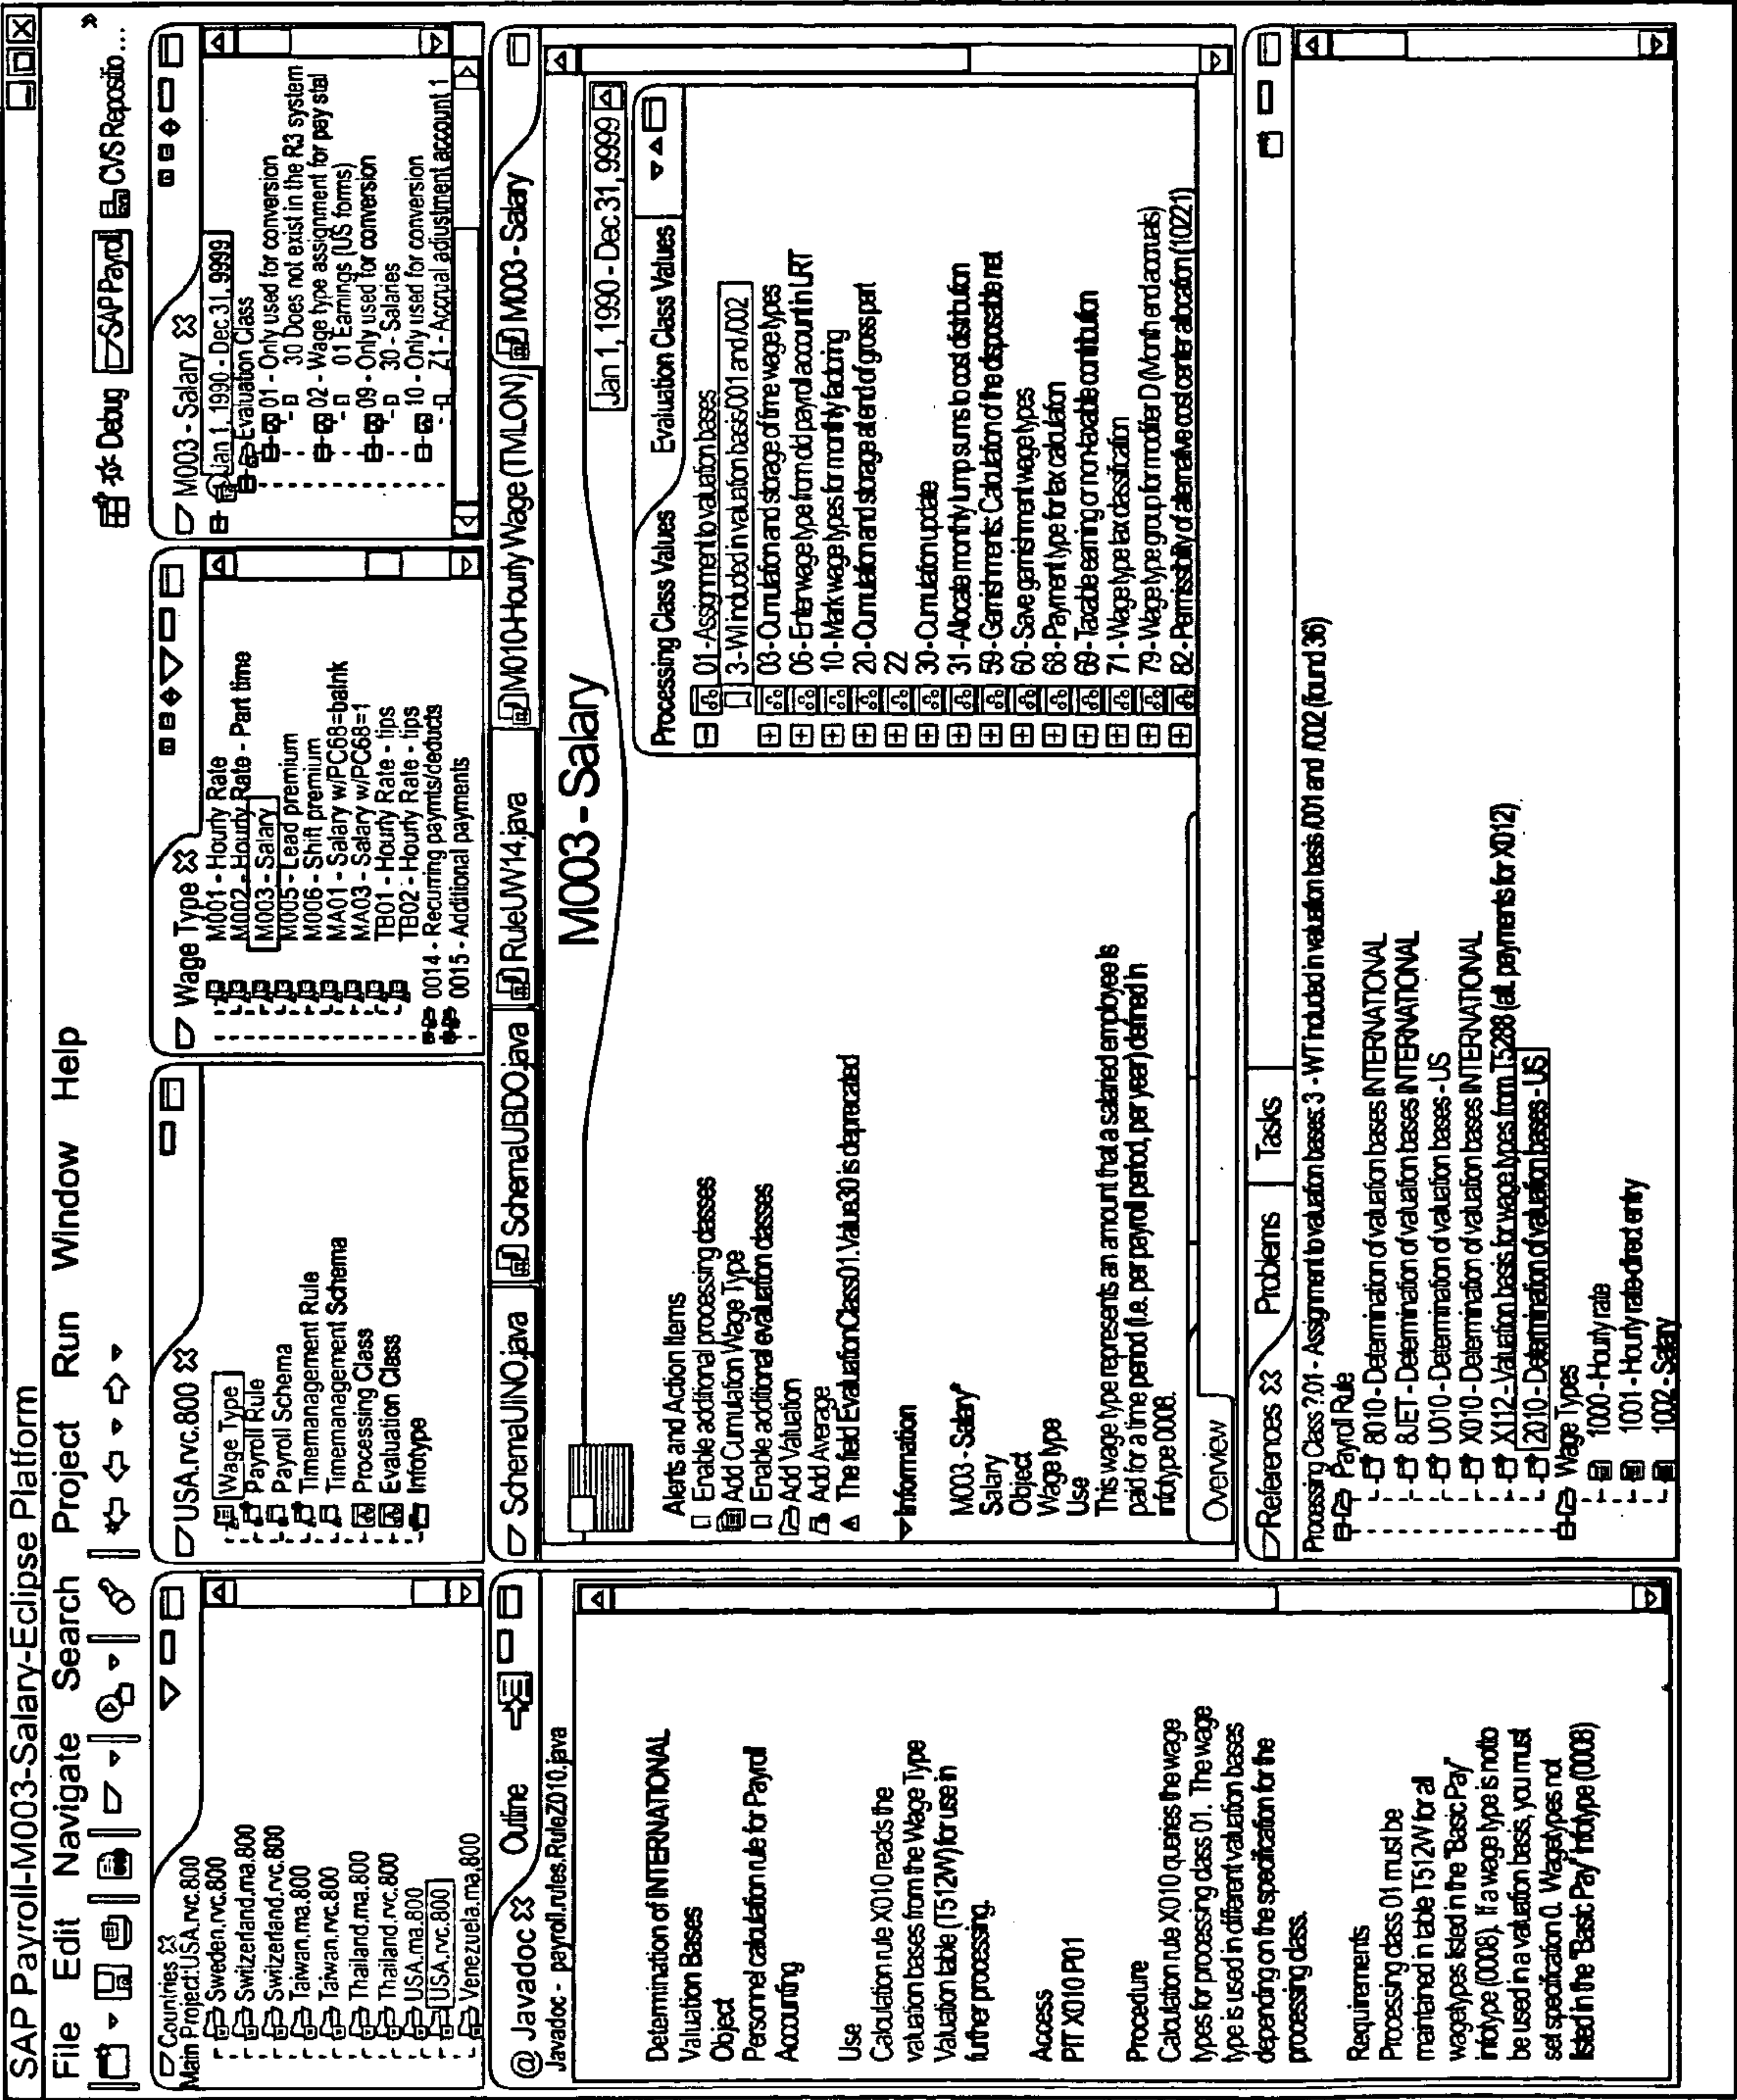 SAP Payroll-M003-Salary-Eclipse Platform
File Edit Navigate Search Project Run Window Help
Debug SAP Payrol CVS Repositio... »
Countries
Main Project:USA.rvc.800
Sweden.rvc.800
Switzerland.ma.800
Switzerland.rvc.800
Taiwan.ma.800
Taiwan.rvc.800
Thailand.ma.800
Thailand.rvc.800
USA.ma.800
USA.rvc.800
Venezuela.ma.800
USA.rvc.800
Wage Type
Payroll Rule
Payroll Schema
Timemanagement Rule
Timemanagement Schema
Processing Class
Evaluation Class
Infotype
Wage Type
M001 - Hourly Rate
M002 - Hourly Rate - Part time
M003 - Salary
M005 - Lead premium
M006 - Shift premium
MA01 - Salary w/PC68=balnk
MA03 - Salary w/PC68=1
TB01 - Hourly Rate - tips
TB02 - Hourly Rate - tips
0014 - Recurring paymts/deducts
0015 - Additional payments
M003 - Salary
Jan 1, 1990 - Dec 31, 9999
Evaluation Class
01 - Only used for conversion
30 Does not exist in the R3 system
02 - Wage type assignment for pay stal
01 Earnings (US forms)
09 - Only used for conversion
30 - Salaries
10 - Only used for conversion
71 - Accrual adjustment account 1
@ Javadoc Outline
Javadoc - payroll.rules.RuleZ010.java
Determination of INTERNATIONAL
Valuation Bases
Object
Personnel calculation rule for Payroll
Accounting
Use
Calculation rule X010 reads the
valuation bases from the Wage Type
Valuation table (T512W) for use in
further processing.
Access
PIT X010 P01
Procedure
Calculation rule X010 queries the wage
types for processing class 01. The wage
type is used in different valuation bases
depending on the specification for the
processing class.
Requirements
Processing class 01 must be
maintained in table T512W for all
wagetypes listed in the "Basic Pay"
infotype (0008). If a wage type is not to
be used in a valuation basis, you must
set specification 0. Wagetypes not
listed in the "Basic Pay" infotype (0008)
SchemaUINO.java SchemaUBDO.java RuleUW14.java M010-Hourly Wage (TMLON) M003 - Salary
M003 - Salary
Jan 1, 1990 - Dec 31, 9999
Alerts and Action Items
Enable additional processing classes
Add Cumulation Wage Type
Enable additional evaluation classes
Add Valuation
Add Average
The field EvaluationClass01.Value30 is deprecated
Information
M003 - Salary"
Salary
Object
Wage type
Use
This wage type represents an amount that a salaried employee is
paid for a time period (i.e. per payroll period, per year) defined in
infotype 0008.
Overview
Processing Class Values Evaluation Class Values
01 - Assignment to valuation bases
3 - WI included in valuation basis /001 and /002
03 - Cumulation and storage of time wage types
06 - Enter wage type from old payrol account in LRT
10 - Mark wage types for monthly factoring
20 - Cumulation and storage at end of gross part
22
30 - Cumulation update
31 - Allocate monthly lump sums to cost distribution
59 - Garnishments: Calculation of the disposable net
60 - Save garnishment wage types
68 - Payment type for tax calculation
69 - Taxable earning or non-taxable contribution
71 - Wage type tax classification
79 - Wage type group for modifier D (Month end accruals)
82 - Permissibility of alternative cost center allocation (10221)
References Problems Tasks
Processing Class ?.01 - Assignment to valuation bases: 3 - WT included in valuation basis /001 and /002 (found 36)
Payroll Rule
8010 - Determination of valuation bases INTERNATIONAL
8JET - Determination of valuation bases INTERNATIONAL
U010 - Determination of valuation bases - US
X010 - Determination of valuation bases INTERNATIONAL
X112 - Valuation basis for wage types from T5288 (alt. payments for X012)
2010 - Determination of valuation bases - US
Wage Types
1000 - Hourly rate
1001 - Hourly rate-direct entry
1002 - Salary